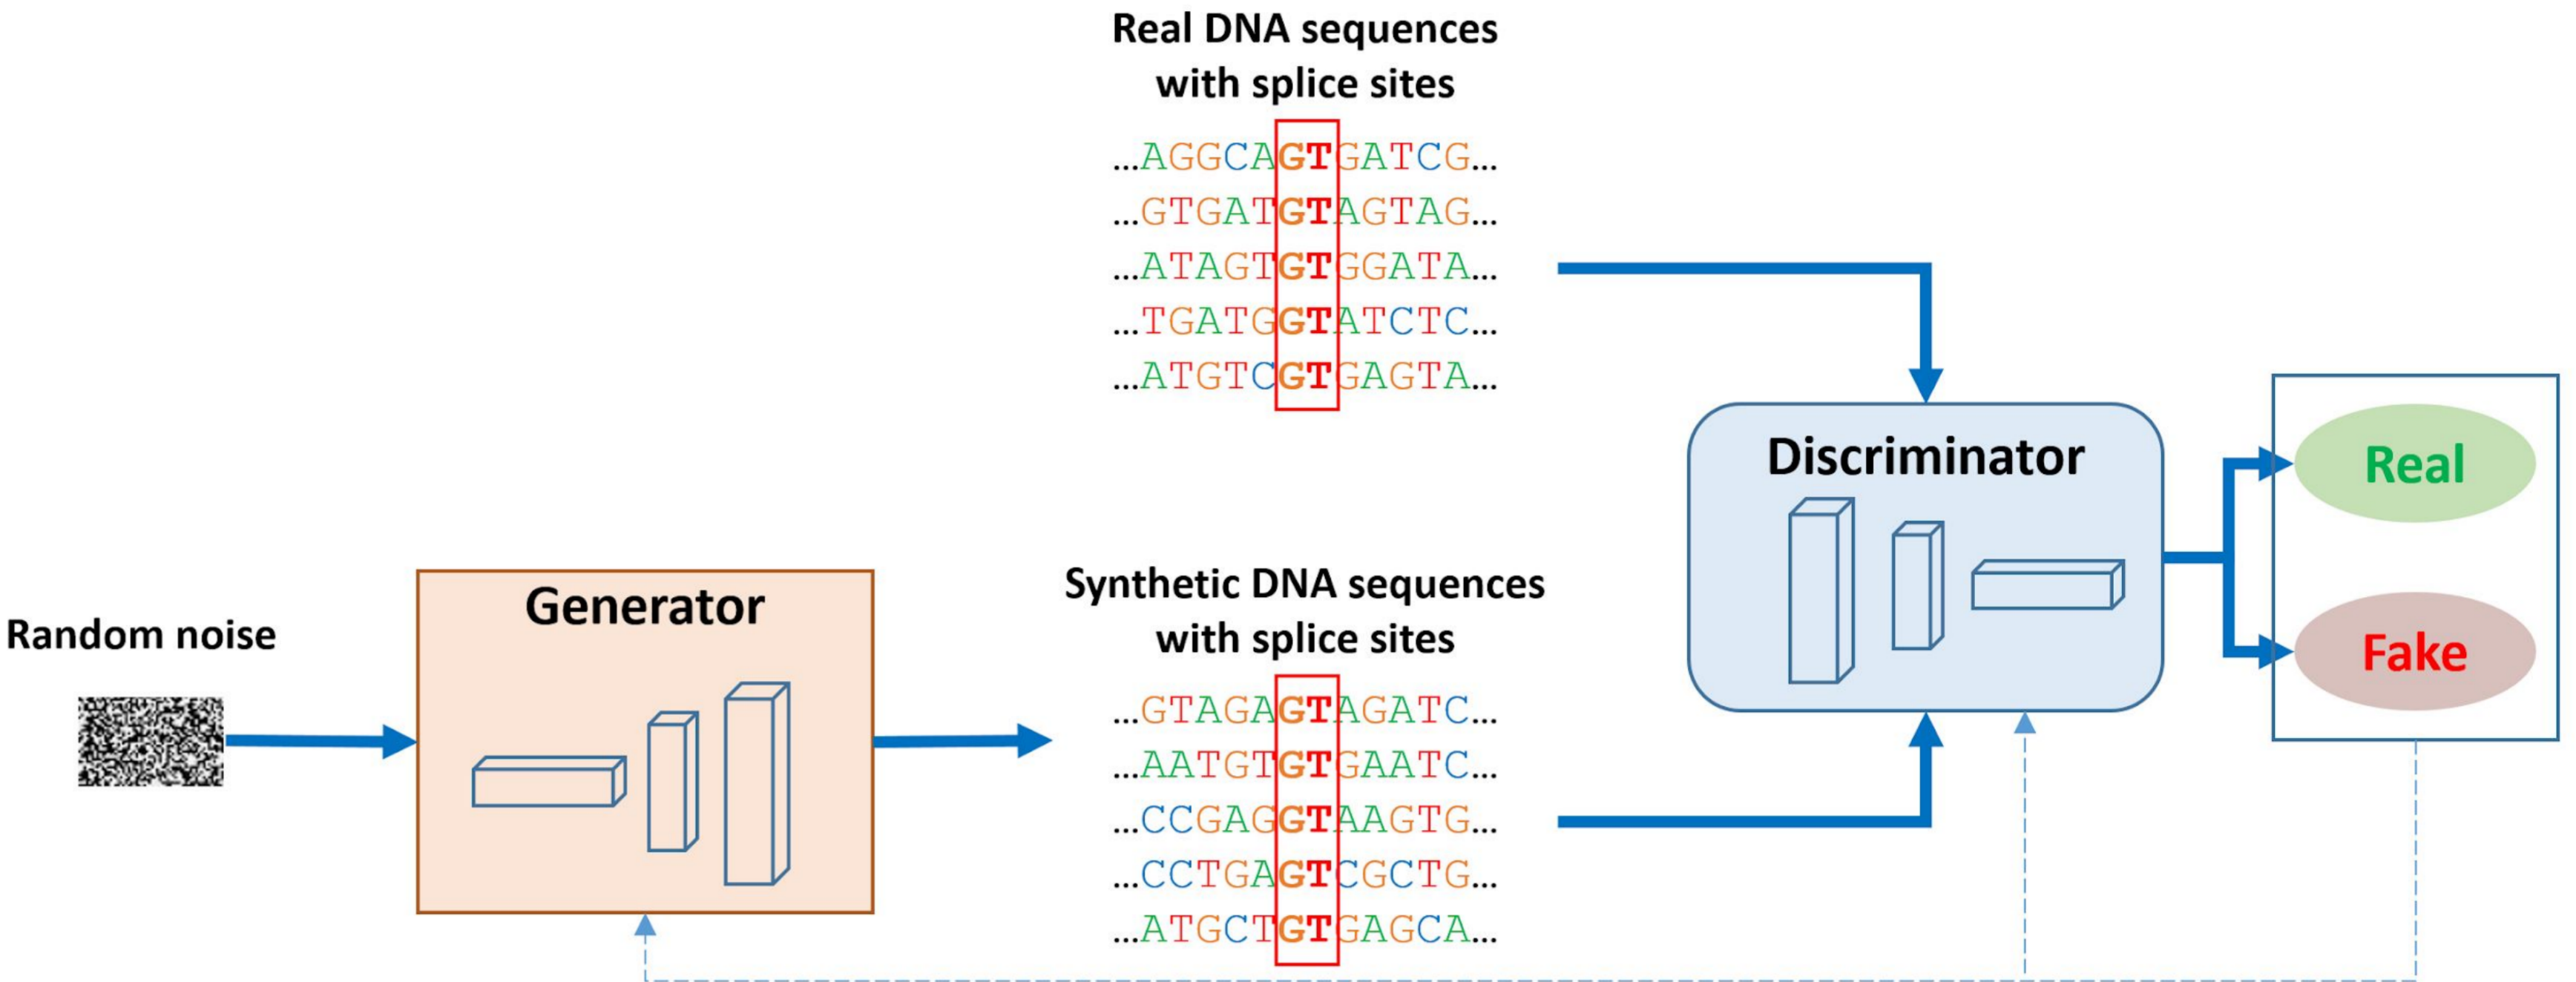 Real DNA sequences
with splice sites
...AGGCAGTGATCG...
...GTGATGTAGTAG...
...ATAGTGTGGATA...
...TGATGGTATCTC...
...ATGTCGTGAGTA...
Discriminator
Real
Fake
Random noise
Generator
Synthetic DNA sequences
with splice sites
...GTAGAGTAGATC...
...AATGTGTGAATC...
...CCGAGGTAAGTG...
...CCTGAGTCGCTG...
...ATGCTGTGAGCA...